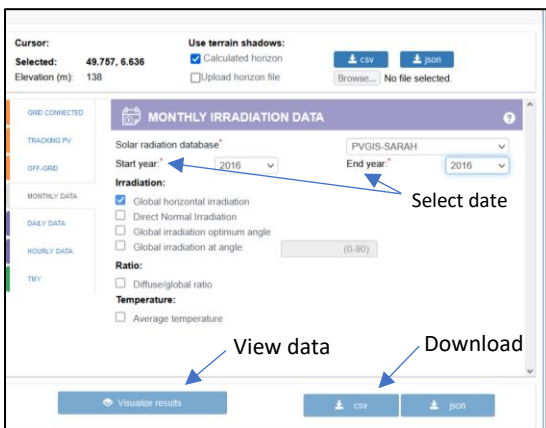 Cursor:
Use terrain shadows:
Selected: 49.757, 6.636
Calculated horizon
csv
json
Elevation (m): 138
Upload horizon file
Browse... No file selected.
GRID CONNECTED
TRACKING PV
OFF-GRID
MONTHLY DATA
DAILY DATA
HOURLY DATA
TMY
MONTHLY IRRADIATION DATA
?
Solar radiation database*
PVGIS-SARAH
Start year:*
2016
End year:*
2016
Irradiation:
Select date
Global horizontal irradiation
Direct Normal Irradiation
Global irradiation optimum angle
Global irradiation at angle:
(0-90)
Ratio:
Diffuse/global ratio
Temperature:
Average temperature
View data
Download
Visualize results
csv
json